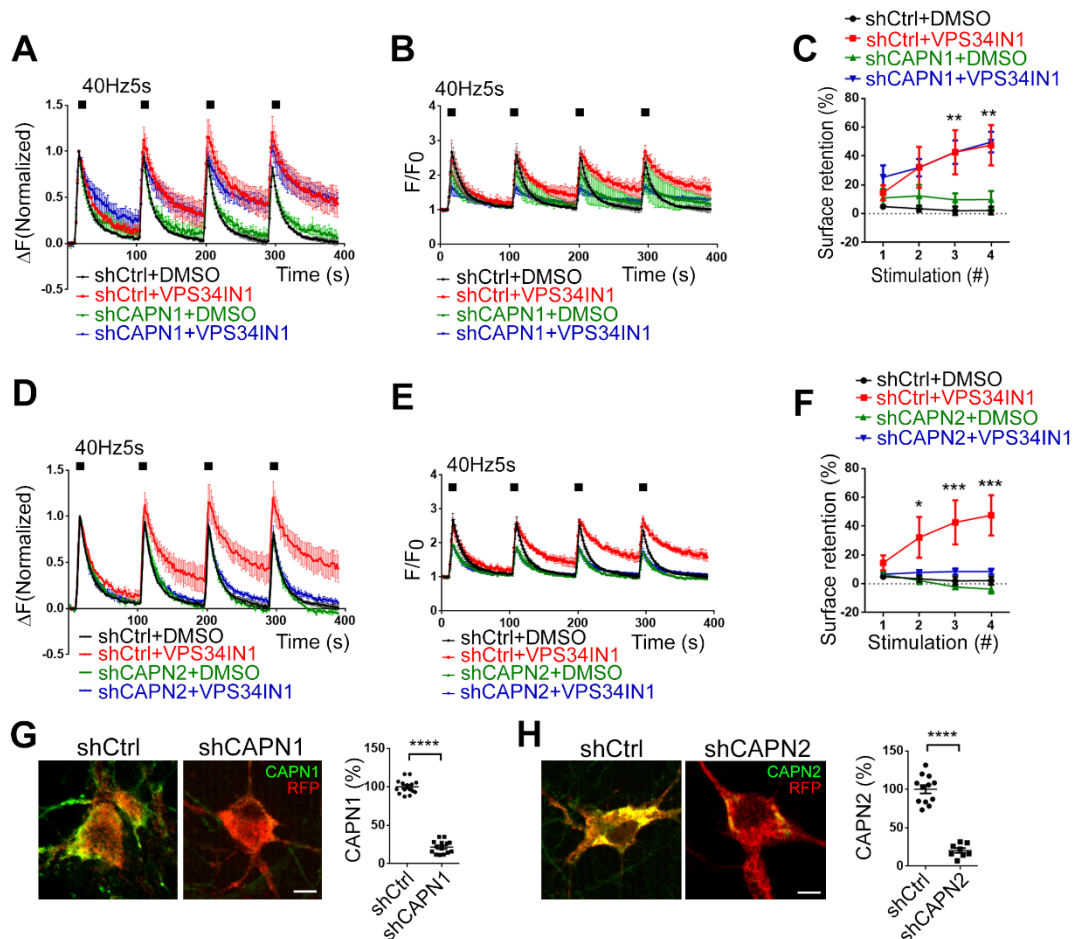 A
40Hz5s
ΔF(Normalized)
1.5
1.0
0.5
0.0
-0.5
100
200
300
400
Time (s)
shCtrl+DMSO
shCtrl+VPS34IN1
shCAPN1+DMSO
shCAPN1+VPS34IN1
B
40Hz5s
F/F0
4
3
2
1
0
100
200
300
400
Time (s)
shCtrl+DMSO
shCtrl+VPS34IN1
shCAPN1+DMSO
shCAPN1+VPS34IN1
C
shCtrl+DMSO
shCtrl+VPS34IN1
shCAPN1+DMSO
shCAPN1+VPS34IN1
Surface retention (%)
80
60
40
20
0
-20
** **
1 2 3 4
Stimulation (#)
D
40Hz5s
ΔF(Normalized)
1.5
1.0
0.5
0.0
-0.5
100
200
300
400
Time (s)
shCtrl+DMSO
shCtrl+VPS34IN1
shCAPN2+DMSO
shCAPN2+VPS34IN1
E
40Hz5s
F/F0
4
3
2
1
0
100
200
300
400
Time (s)
shCtrl+DMSO
shCtrl+VPS34IN1
shCAPN2+DMSO
shCAPN2+VPS34IN1
F
shCtrl+DMSO
shCtrl+VPS34IN1
shCAPN2+DMSO
shCAPN2+VPS34IN1
Surface retention (%)
80
60
40
20
0
-20
* *** ***
1 2 3 4
Stimulation (#)
G
shCtrl
shCAPN1
CAPN1
RFP
CAPN1
RFP
CAPN1 (%)
150
100
50
0
****
shCtrl
shCAPN1
H
shCtrl
shCAPN2
CAPN2
RFP
CAPN2
RFP
CAPN2 (%)
150
100
50
0
****
shCtrl
shCAPN2